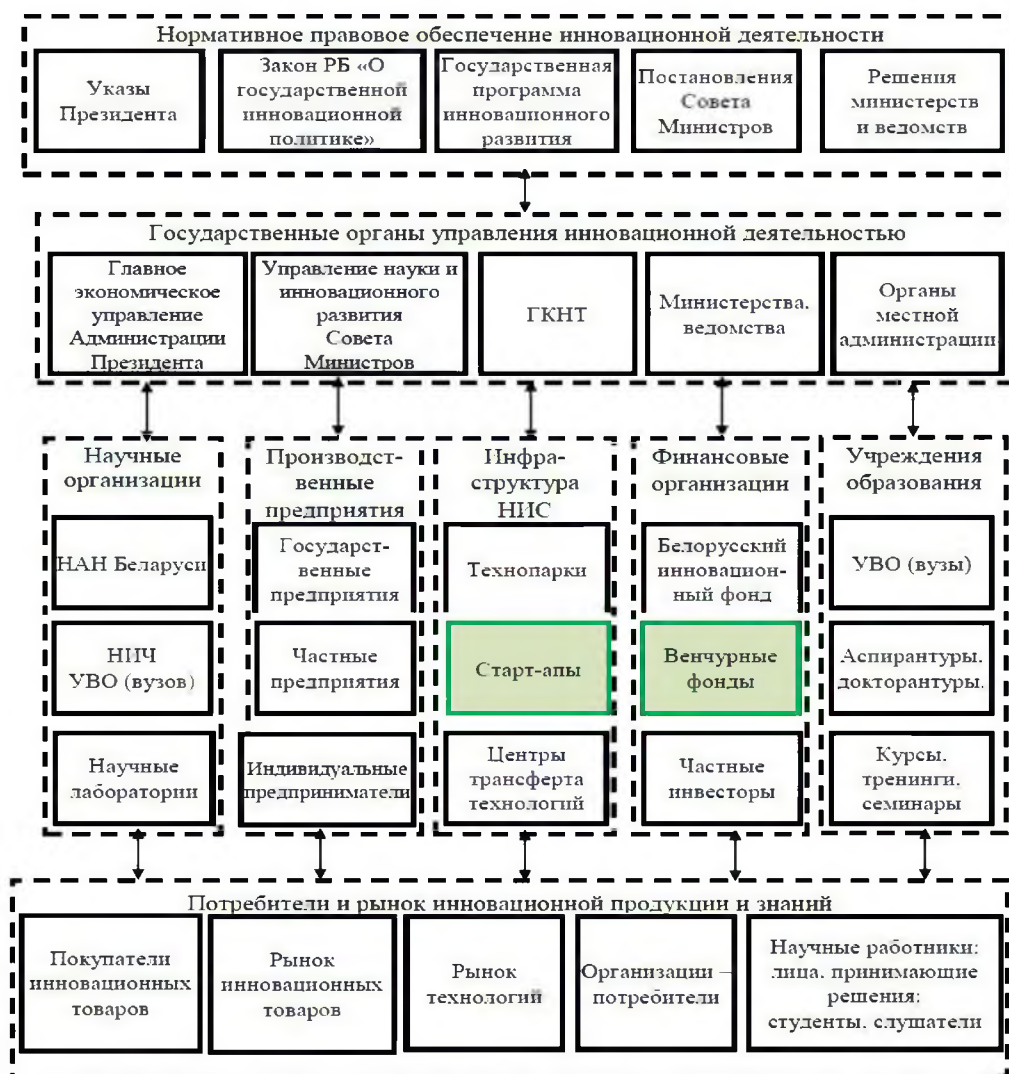 Нормативное правовое обеспечение инновационной деятельности
Указы
Президента
Закон РБ «О
государственной
инновационной
политике»
Государственная
программа
инновационного
развития
Постановления
Совета
Министров
Решения
министерств
и ведомств
Государственные органы управления инновационной деятельностью
Главное
экономическое
управление
Администрации
Президента
Управление науки и
инновационного
развития
Совета
Министров
ГКНТ
Министерства.
ведомства
Органы
местной
администрации
Научные
организации
НАН Беларуси
НИЧ
УВО (вузов)
Научные
лаборатории
Производст-
венные
предприятия
Государст-
венные
предприятия
Частные
предприятия
Индивидуальные
предприниматели
Инфра-
структура
НИС
Технопарки
Старт-апы
Центры
трансферта
технологий
Финансовые
организации
Белорусский
инновацион-
ный фонд
Венчурные
фонды
Частные
инвесторы
Учреждения
образования
УВО (вузы)
Аспирантуры.
докторантуры.
Курсы.
тренинги.
семинары
Потребители и рынок инновационной продукции и знаний
Покупатели
инновационных
товаров
Рынок
инновационных
товаров
Рынок
технологий
Организации –
потребители
Научные работники:
лица. принимающие
решения:
студенты. слушатели